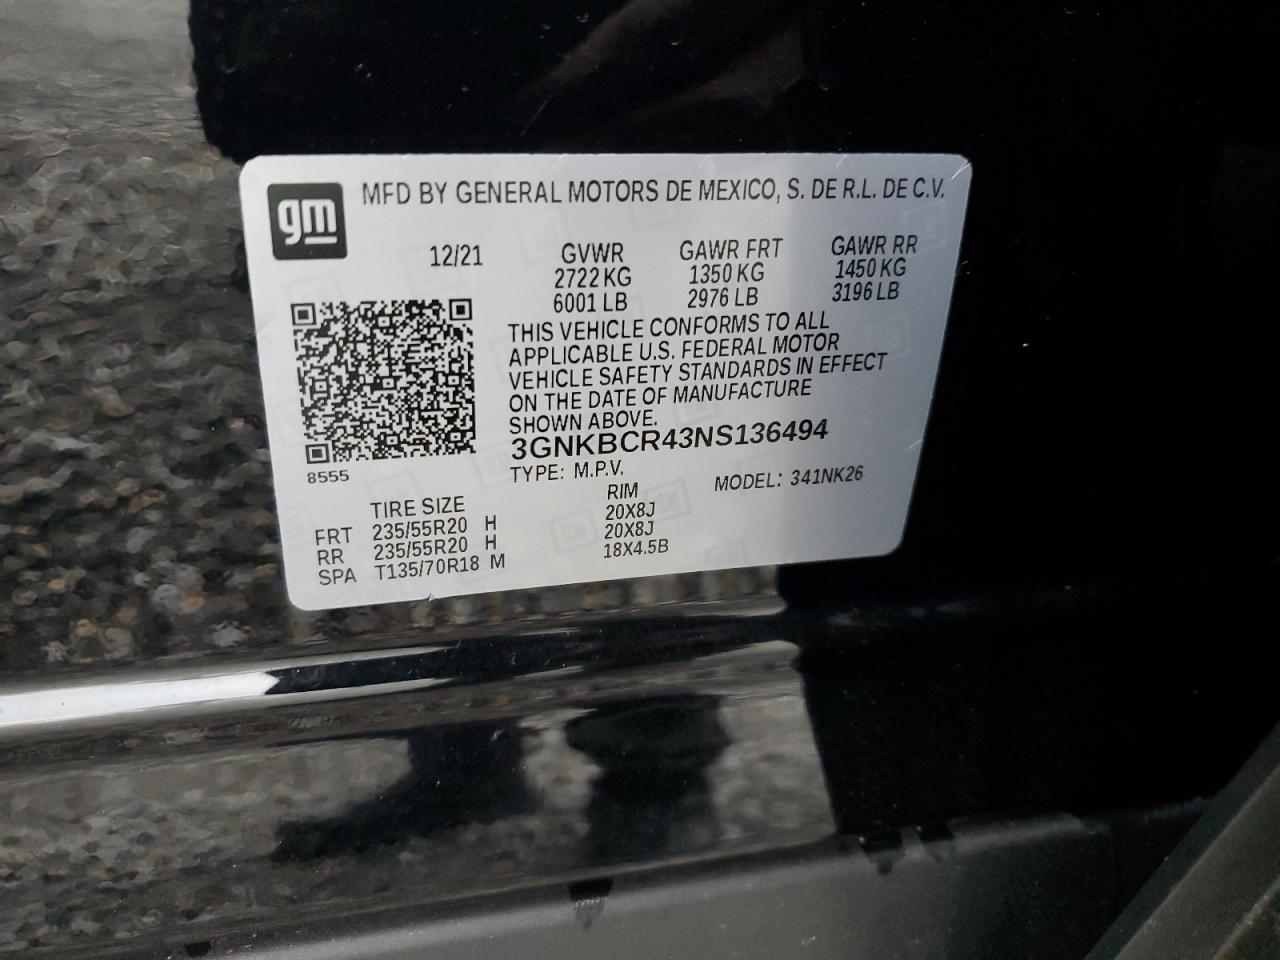 gm
MFD BY GENERAL MOTORS DE MEXICO, S. DE R.L. DE C.V.
12/21 GVWR GAWR FRT GAWR RR
2722 KG 1350 KG 1450 KG
6001 LB 2976 LB 3196 LB
THIS VEHICLE CONFORMS TO ALL
APPLICABLE U.S. FEDERAL MOTOR
VEHICLE SAFETY STANDARDS IN EFFECT
ON THE DATE OF MANUFACTURE
SHOWN ABOVE.
3GNKBCR43NS136494
8555
TYPE: M.P.V. MODEL: 341NK26
TIRE SIZE RIM
FRT 235/55R20 H 20X8J
RR 235/55R20 H 20X8J
SPA T135/70R18 M 18X4.5B